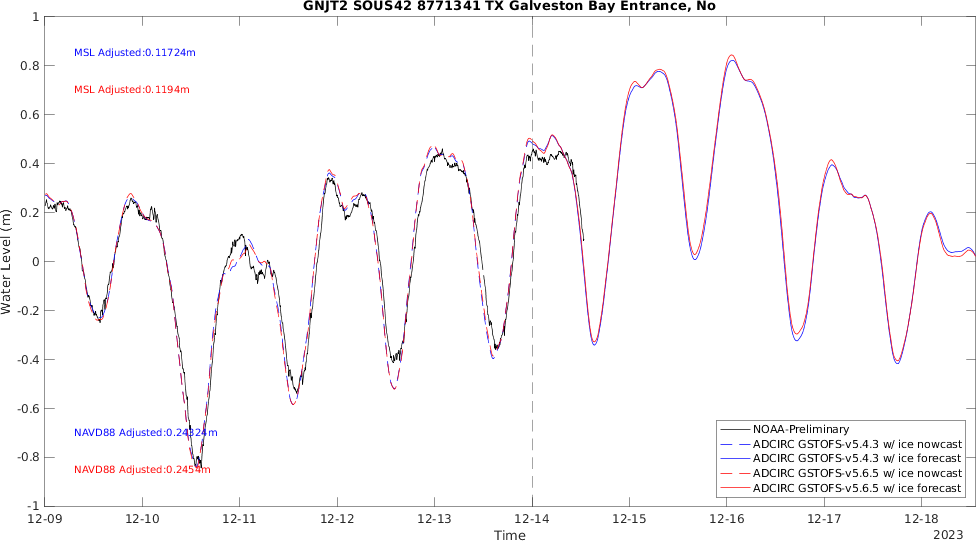 GNJT2 SOUS42 8771341 TX Galveston Bay Entrance, No
1
0.8
0.6
0.4
0.2
0
-0.2
-0.4
-0.6
-0.8
-1
Water Level (m)
MSL Adjusted:0.11724m
MSL Adjusted:0.1194m
NAVD88 Adjusted:0.24324m
NAVD88 Adjusted:0.2454m
NOAA-Preliminary
ADCIRC GSTOFS-v5.4.3 w/ ice nowcast
ADCIRC GSTOFS-v5.4.3 w/ ice forecast
ADCIRC GSTOFS-v5.6.5 w/ ice nowcast
ADCIRC GSTOFS-v5.6.5 w/ ice forecast
12-09 12-10 12-11 12-12 12-13 12-14 12-15 12-16 12-17 12-18
Time
2023